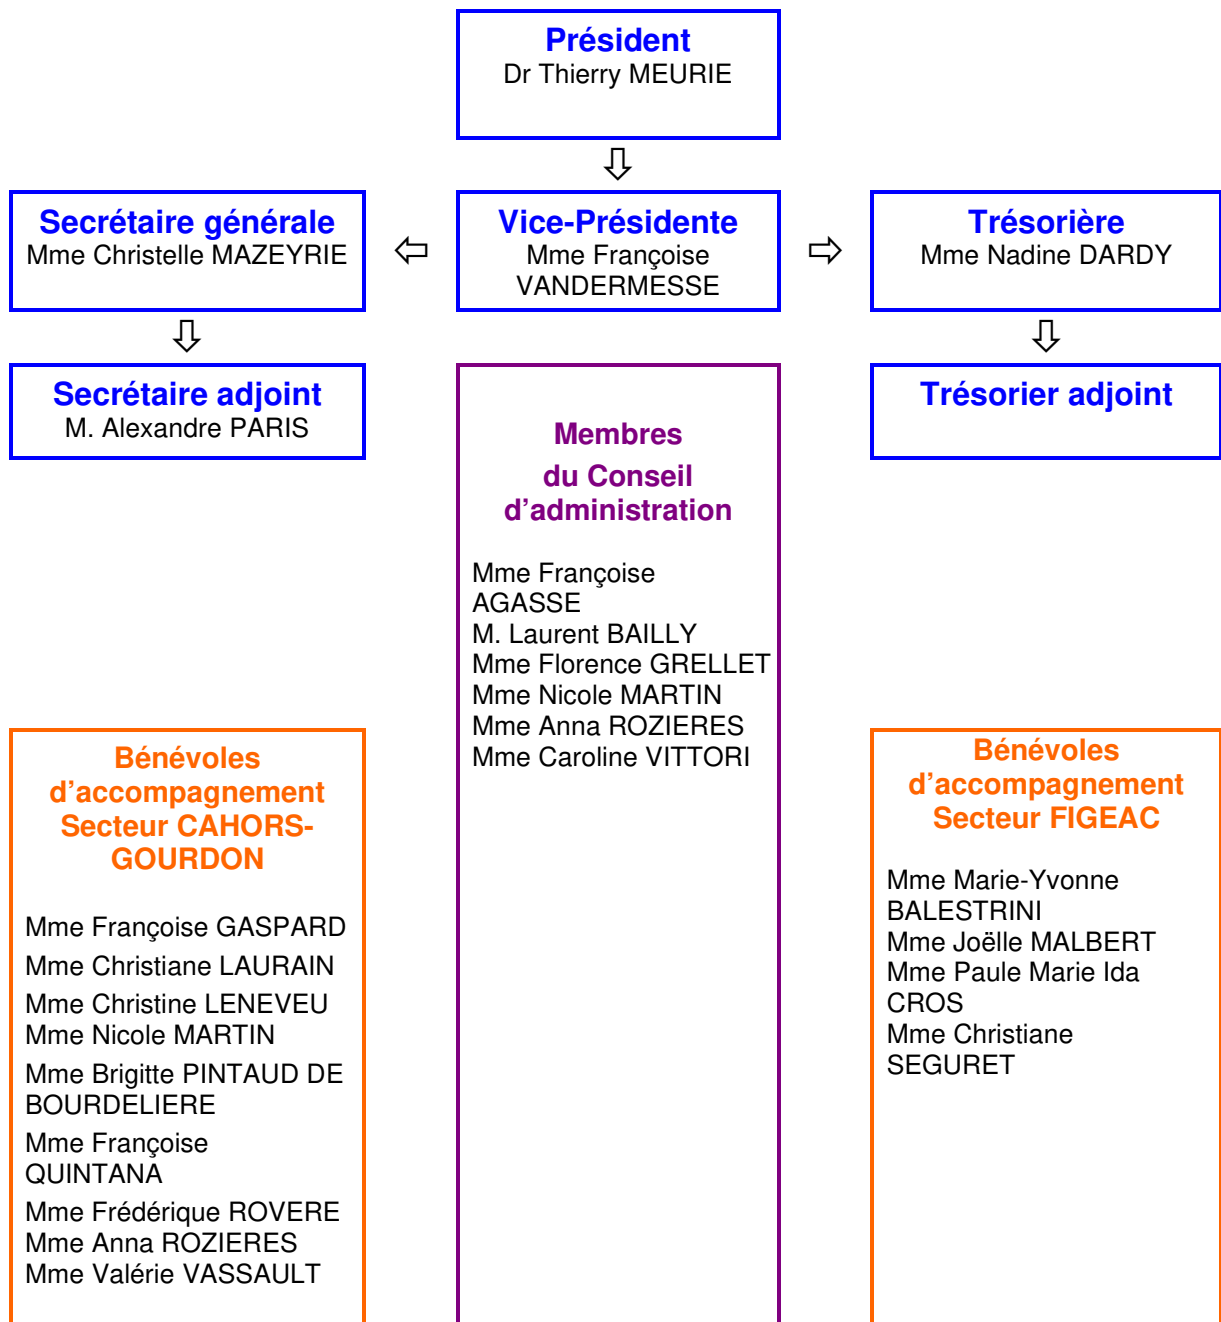 Président
Dr Thierry MEURIE
Secrétaire générale
Mme Christelle MAZEYRIE
Vice-Présidente
Mme Françoise
VANDERMESSE
Trésorière
Mme Nadine DARDY
Secrétaire adjoint
M. Alexandre PARIS
Trésorier adjoint
Membres
du Conseil
d’administration
Mme Françoise
AGASSE
M. Laurent BAILLY
Mme Florence GRELLET
Mme Nicole MARTIN
Mme Anna ROZIERES
Mme Caroline VITTORI
Bénévoles
d’accompagnement
Secteur CAHORS-
GOURDON
Mme Françoise GASPARD
Mme Christiane LAURAIN
Mme Christine LENEVEU
Mme Nicole MARTIN
Mme Brigitte PINTAUD DE
BOURDELIERE
Mme Françoise
QUINTANA
Mme Frédérique ROVERE
Mme Anna ROZIERES
Mme Valérie VASSAULT
Bénévoles
d’accompagnement
Secteur FIGEAC
Mme Marie-Yvonne
BALESTRINI
Mme Joëlle MALBERT
Mme Paule Marie Ida
CROS
Mme Christiane
SEGURET